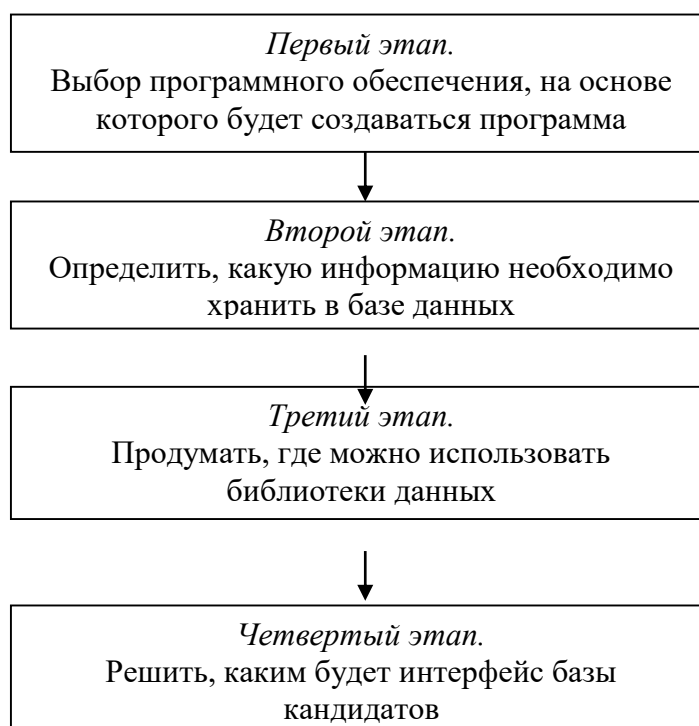 Первый этап.
Выбор программного обеспечения, на основе
которого будет создаваться программа
Второй этап.
Определить, какую информацию необходимо
хранить в базе данных
Третий этап.
Продумать, где можно использовать
библиотеки данных
Четвертый этап.
Решить, каким будет интерфейс базы
кандидатов